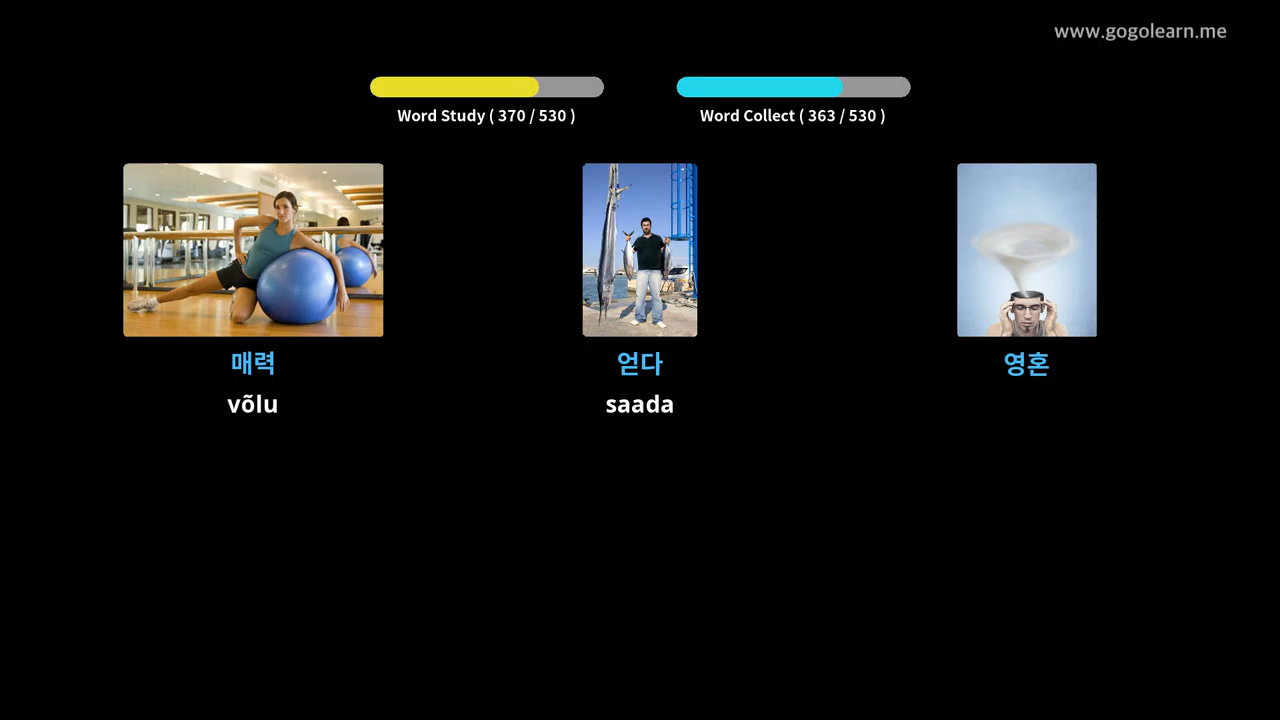 www.gogolearn.me
Word Study ( 370 / 530 )
Word Collect ( 363 / 530 )
매력
얻다
영혼
võlu
saada